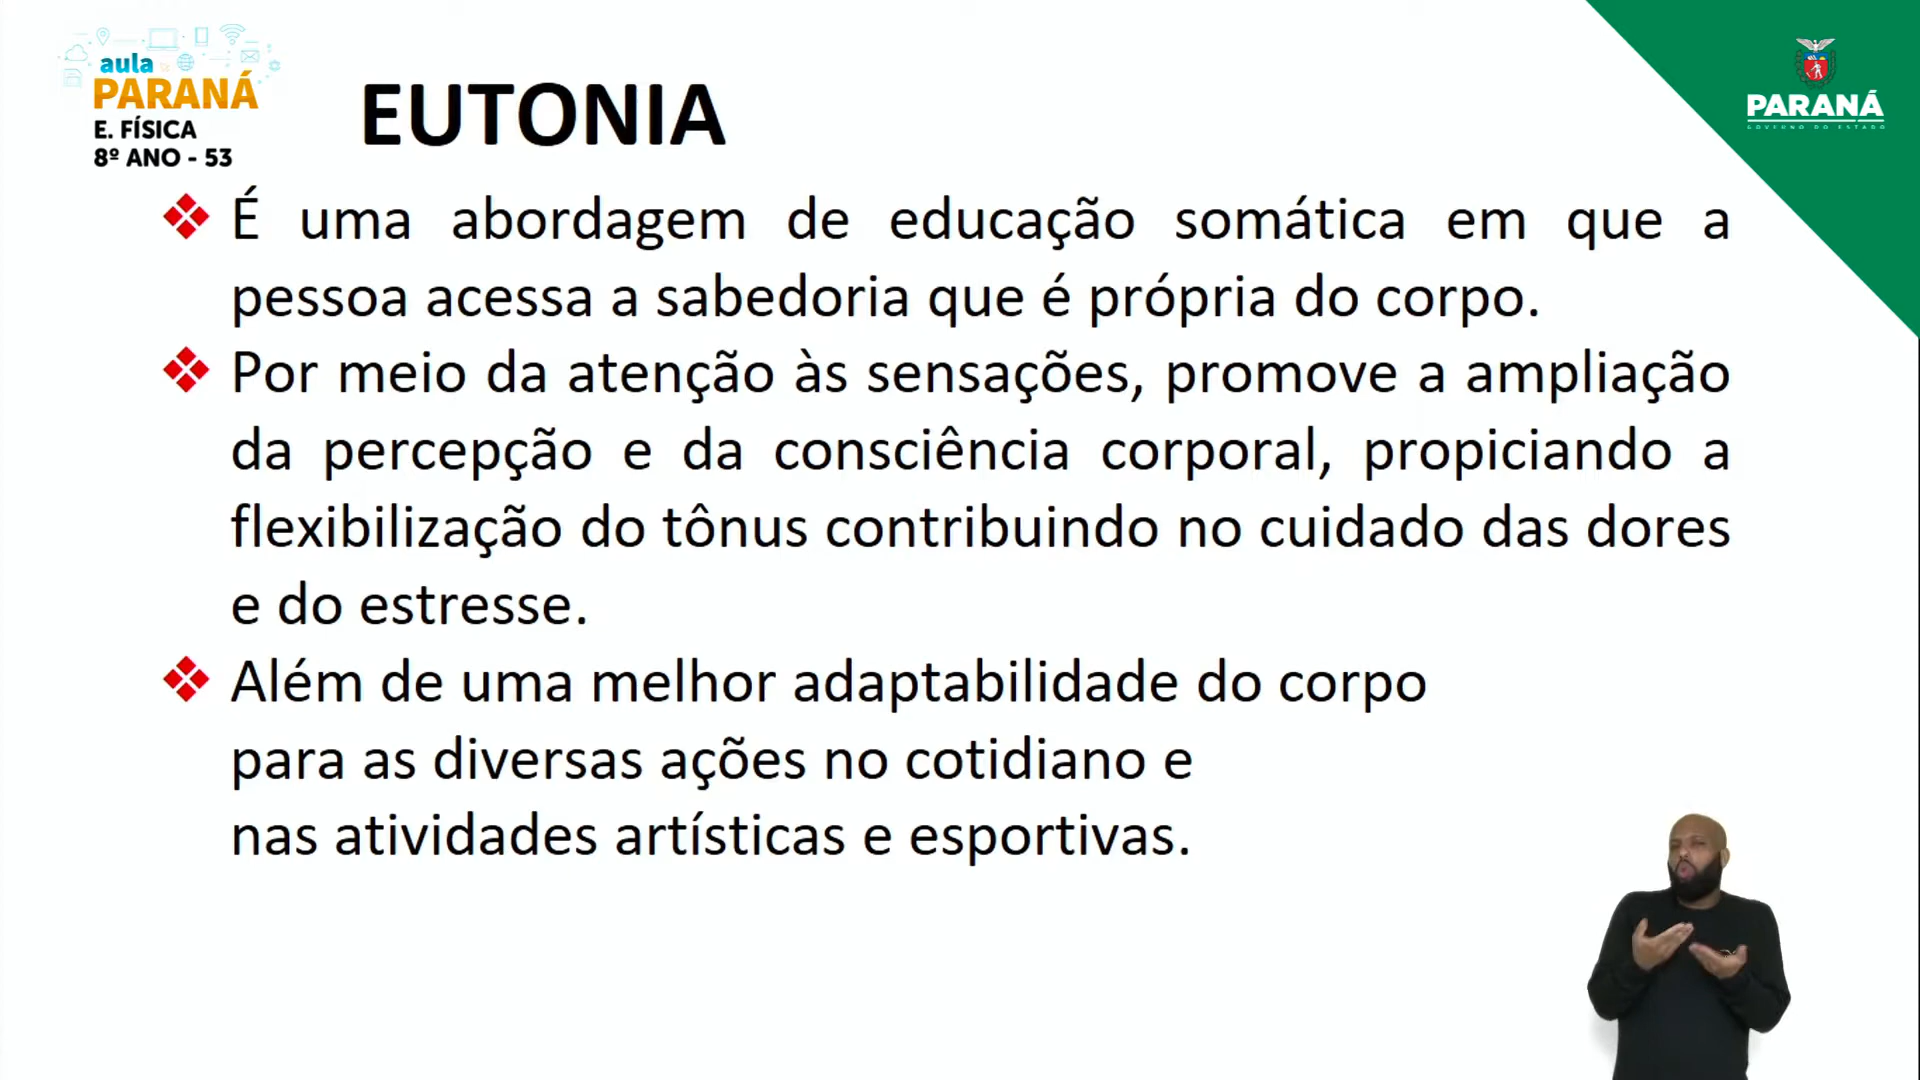 aula
PARANÁ
E. FÍSICA
8º ANO - 53
EUTONIA
PARANÁ
GOVERNO DO ESTADO
É uma abordagem de educação somática em que a
pessoa acessa a sabedoria que é própria do corpo.
Por meio da atenção às sensações, promove a ampliação
da percepção e da consciência corporal, propiciando a
flexibilização do tônus contribuindo no cuidado das dores
e do estresse.
Além de uma melhor adaptabilidade do corpo
para as diversas ações no cotidiano e
nas atividades artísticas e esportivas.